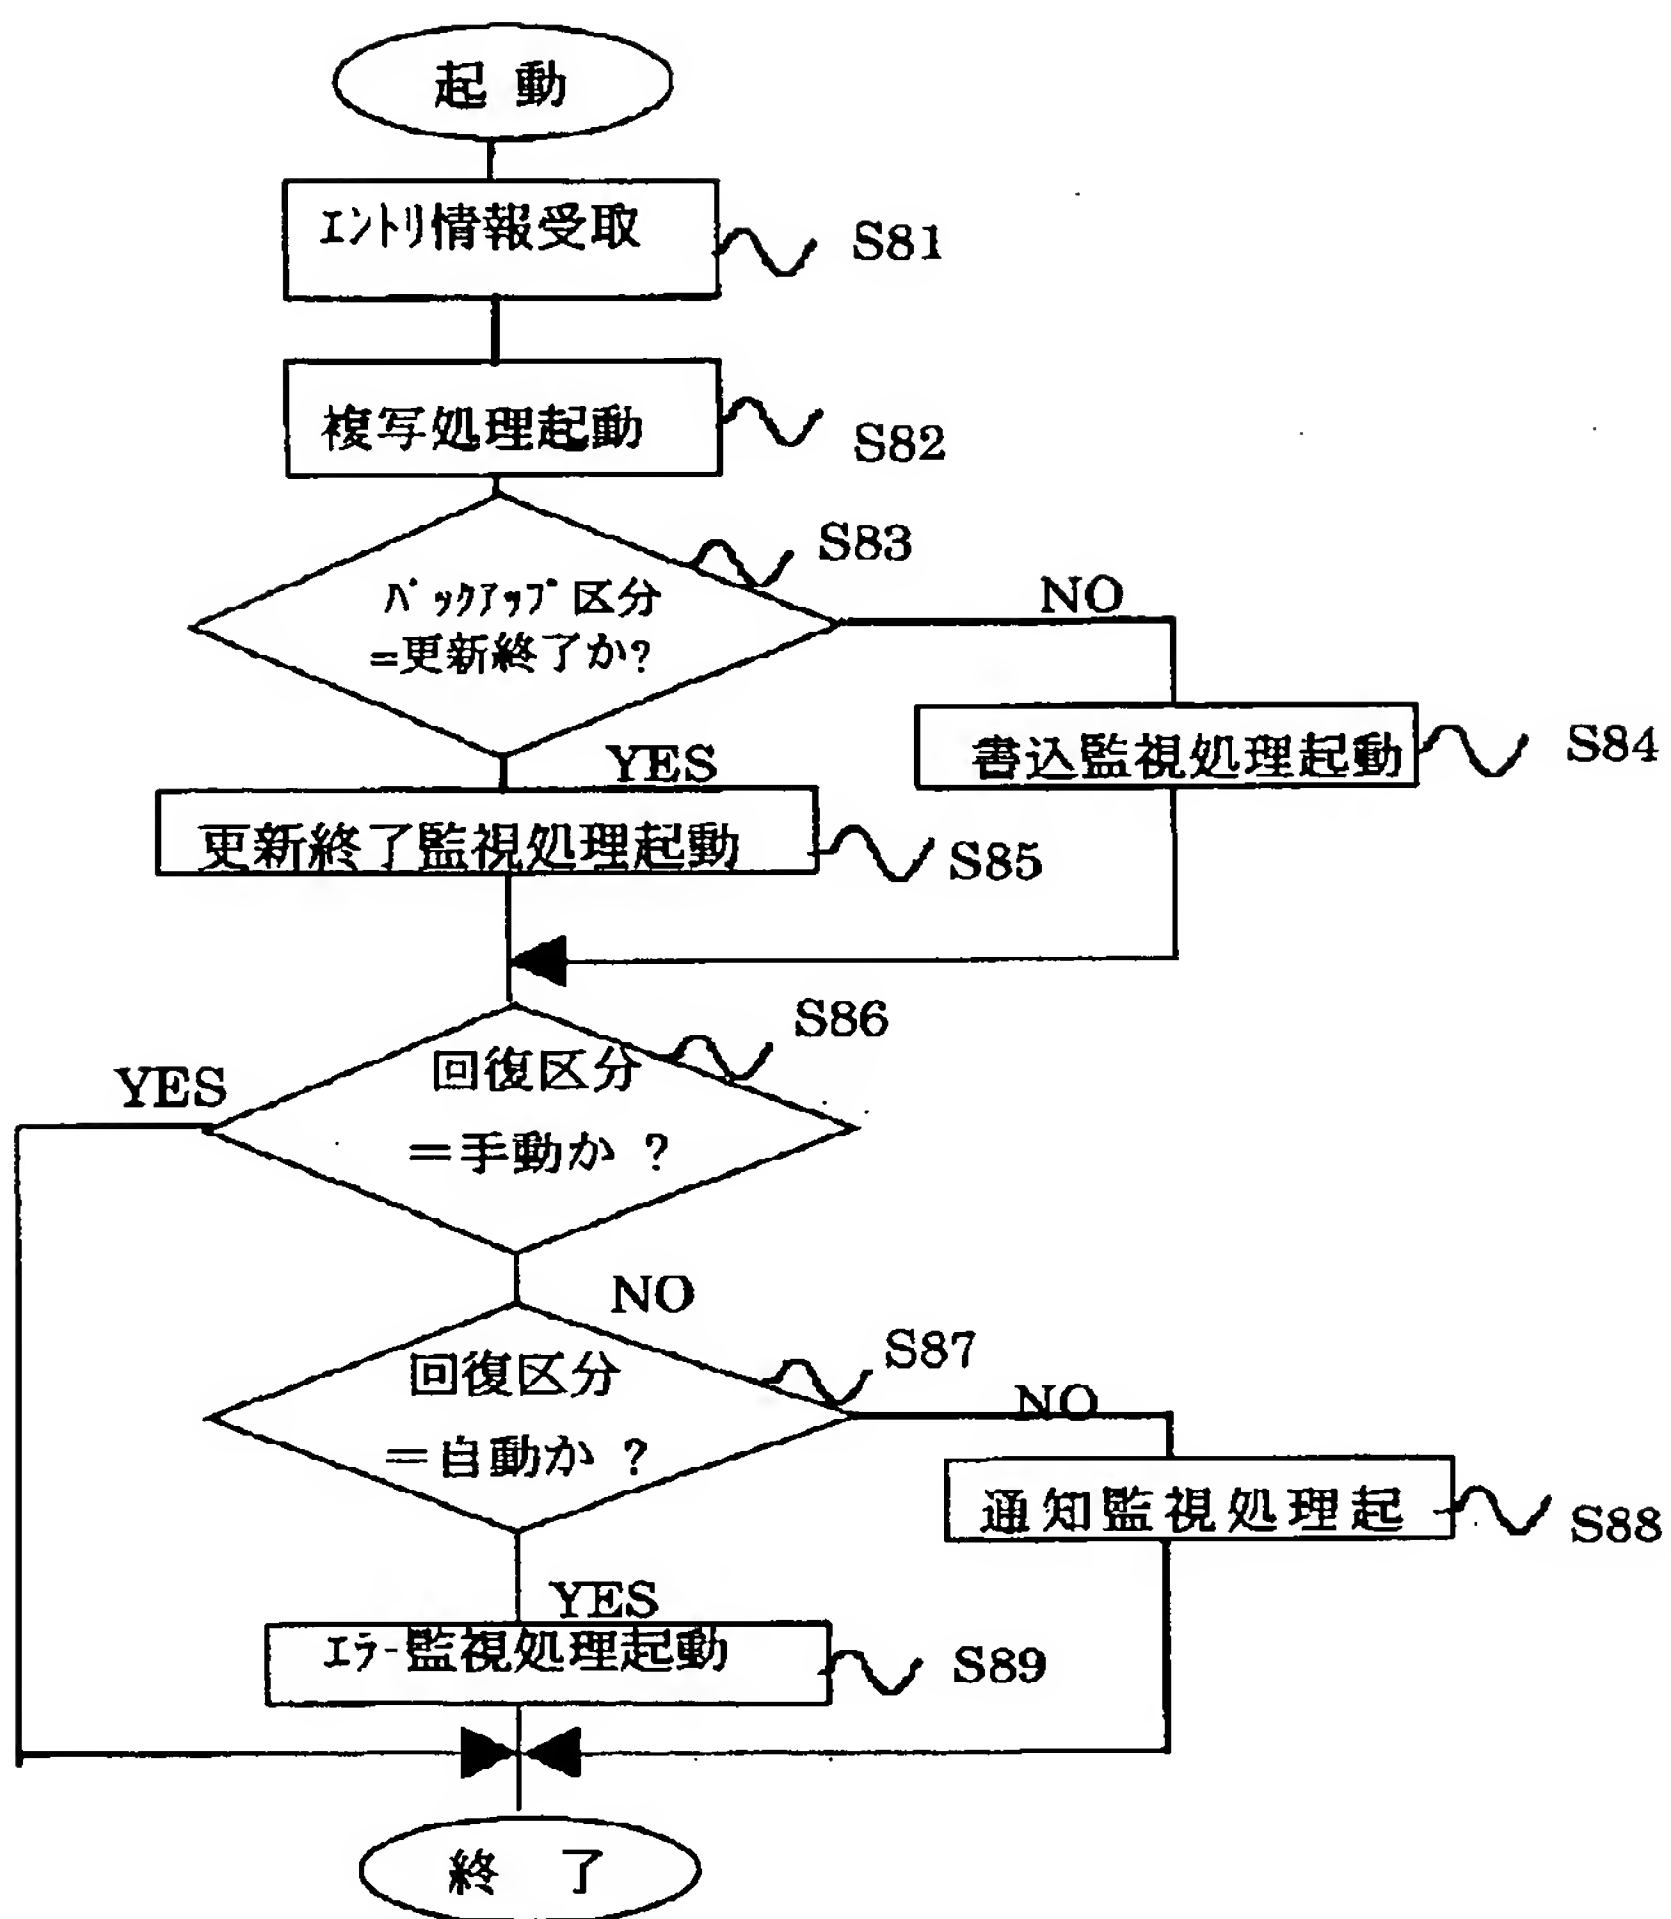 起 動
ｴﾝﾄﾘ情報受取
S81
複写処理起動
S82
S83
ﾊﾞｯｸｱｯﾌﾟ区分
=更新終了か?
NO
書込監視処理起動
S84
YES
更新終了監視処理起動
S85
S86
回復区分
＝手動か ?
YES
NO
S87
回復区分
＝自動か ?
NO
通知監視処理起
S88
YES
ｴﾗｰ監視処理起動
S89
終 了